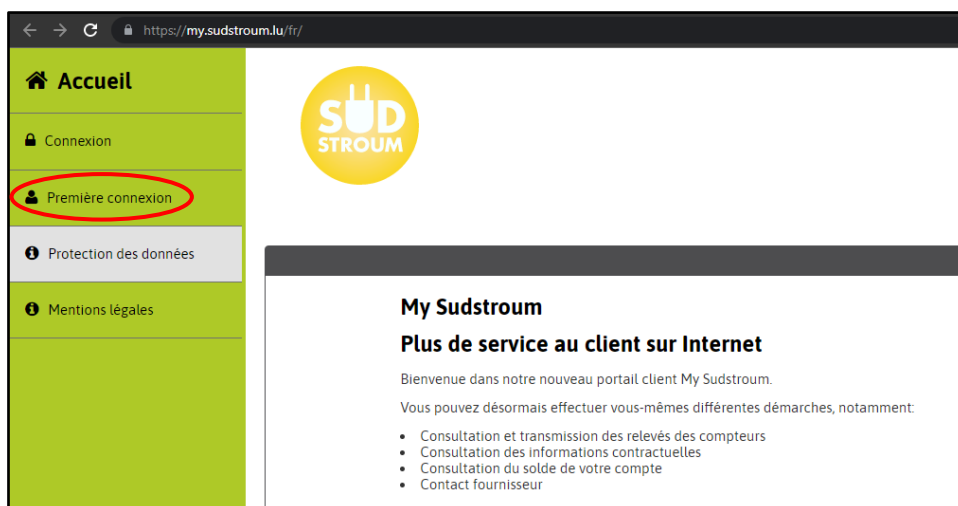 https://my.sudstroum.lu/fr/
Accueil
Connexion
Première connexion
Protection des données
Mentions légales
SUD
STROUM
My Sudstroum
Plus de service au client sur Internet
Bienvenue dans notre nouveau portail client My Sudstroum.
Vous pouvez désormais effectuer vous-mêmes différentes démarches, notamment:
• Consultation et transmission des relevés des compteurs
• Consultation des informations contractuelles
• Consultation du solde de votre compte
• Contact fournisseur